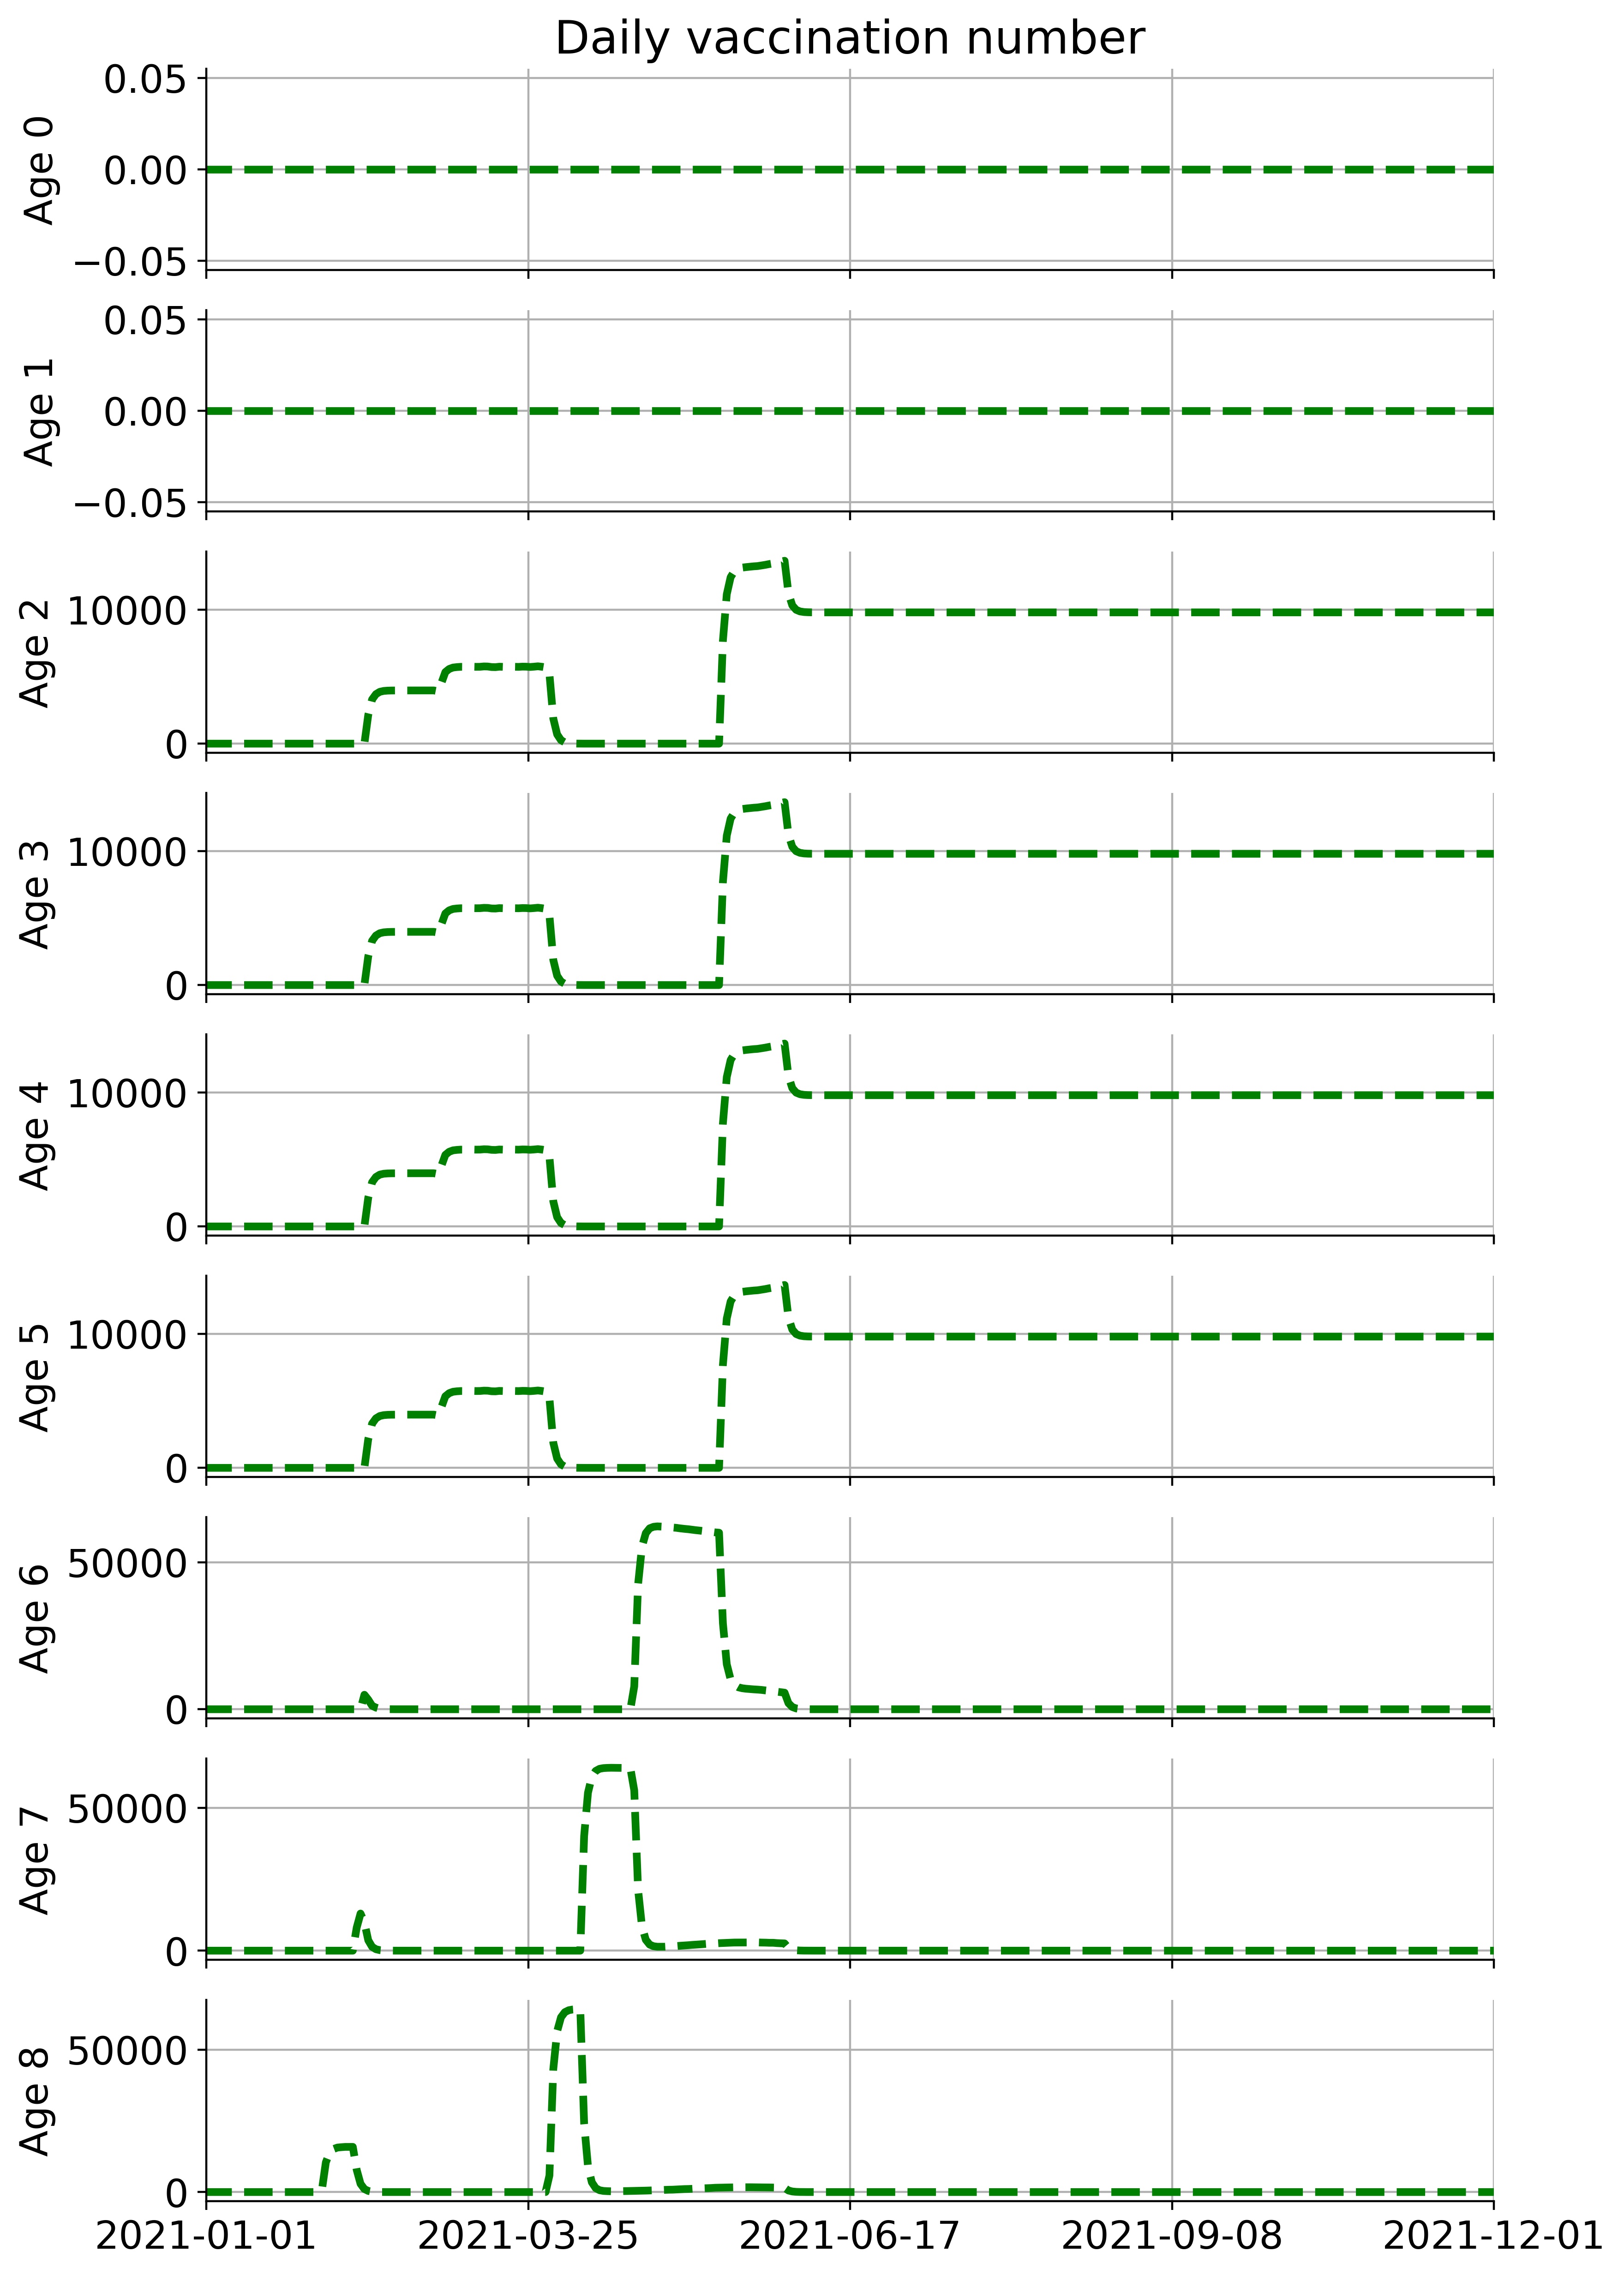 Daily vaccination number
Age 0
0.05
0.00
−0.05
Age 1
0.05
0.00
−0.05
Age 2
10000
0
Age 3
10000
0
Age 4
10000
0
Age 5
10000
0
Age 6
50000
0
Age 7
50000
0
Age 8
50000
0
2021-01-01 2021-03-25 2021-06-17 2021-09-08 2021-12-01